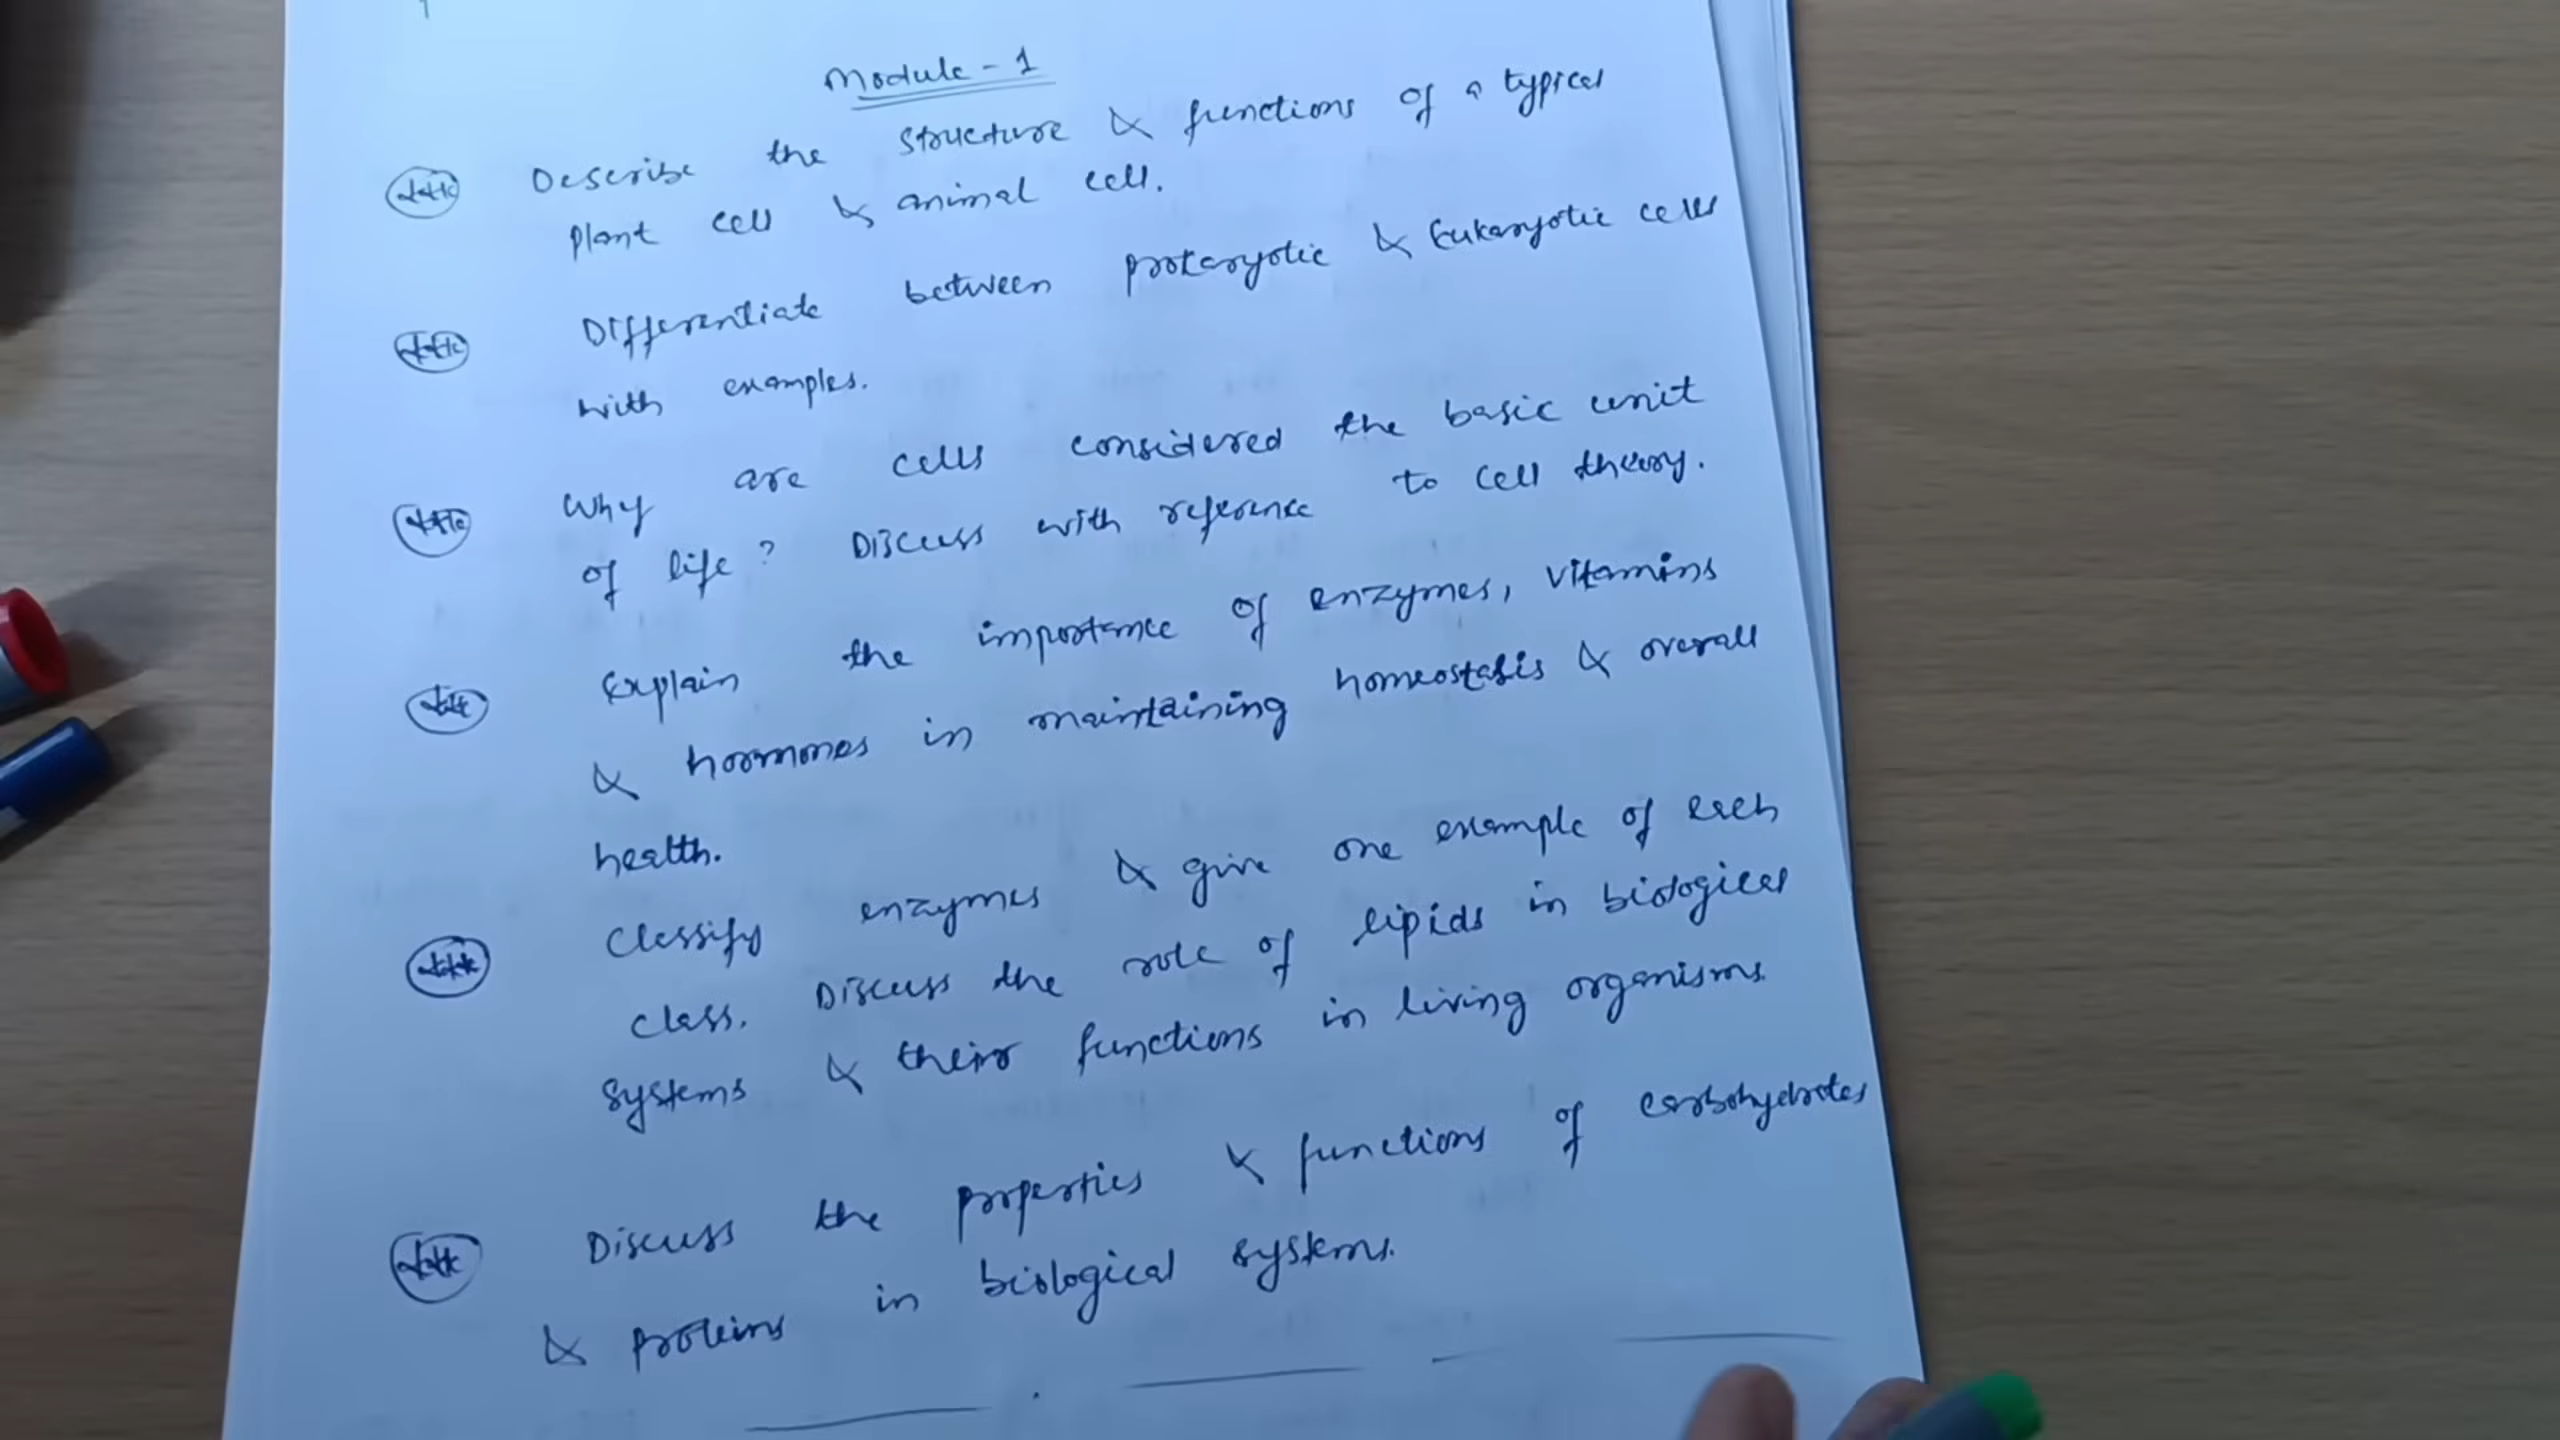 Module - 1
*** Describe the structure & functions of a typical
plant cell & animal cell.
*** Differentiate between prokaryotic & Eukaryotic cells
with examples.
*** Why are cells considered the basic unit
of life? Discuss with reference to cell theory.
*** Explain the importance of enzymes, vitamins
& hormones in maintaining homeostasis & overall
health.
*** Classify enzymes & give one example of each
class. Discuss the role of lipids in biological
systems & their functions in living organisms.
*** Discuss the properties & functions of carbohydrates
& proteins in biological systems.